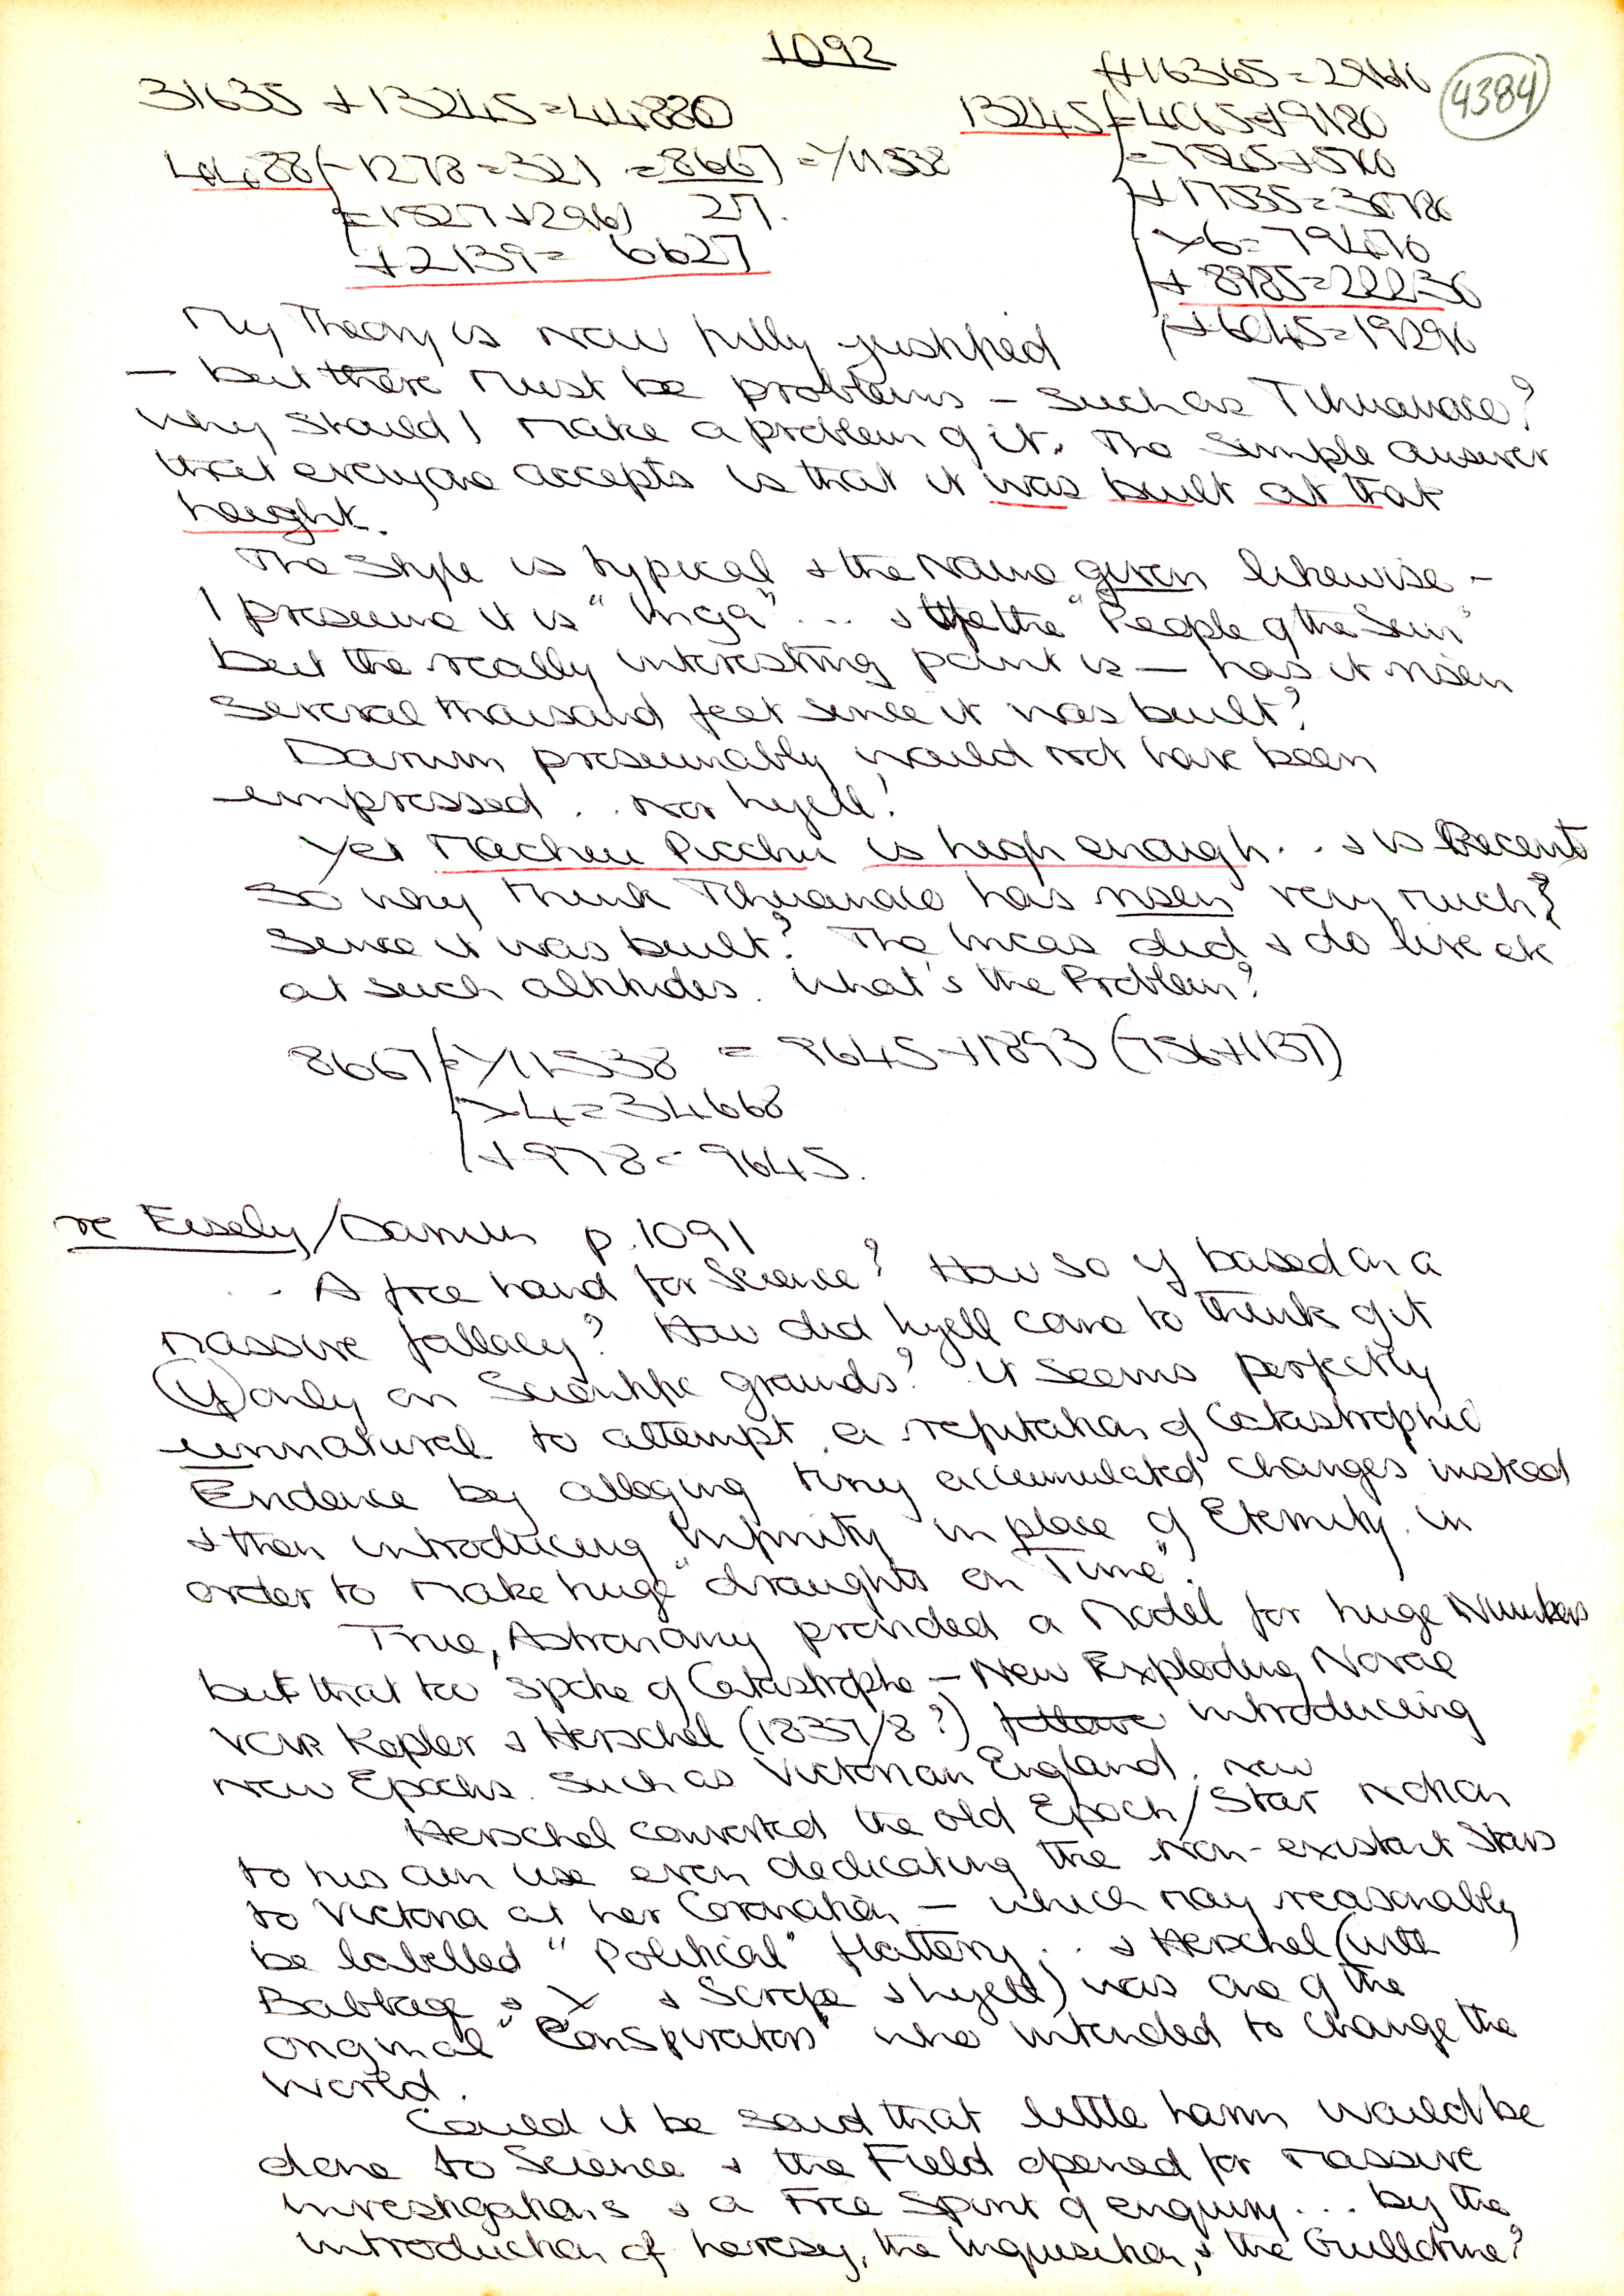 1092
4384
31635 + 13245 = 44880
+ 16365 = 29616
13245 = 4065 + 9180
= 7565 + 5
+ 17535 = 30780
× 6 = 79470
+ 8985 = 22230
+ 6045 = 19290
4488 - 1278 = 321 = 8667 = Y11538
27.
= 1527 + 2961
+ 2139 = 6627
My Theory is now fully justified
— but there must be problems – such as Tihuanaco?
Why should I make a problem of it. The simple answer
that everyone accepts is that it was built at that
height.
The style is typical & the Name given likewise –
I presume it is "Inga" ... & the "People of the Sun"
but the really interesting point is — has it risen
several thousand feet since it was built?
Darwin presumably would not have been
impressed .. nor Lyell!
Yet Machu Picchu is high enough .. & is Recent
So why think Tihuanaco has risen very much?
Since it was built? The Incas did & do live ok
at such altitudes. What's the Problem?
8667 = Y11538 = 9645 + 1893 (756 + 1137)
× 4 = 34668
+ 978 = 9645.
re Eisely/Darwin p. 1091
.. A free hand for Science? How so if based on a
massive fallacy? How did Lyell come to think of it
(if) only on Scientific grounds? It seems perfectly
unnatural to attempt a refutation of Catastrophic
Evidence by alleging tiny accumulated changes instead
& then introducing Infinity in place of Eternity in
order to make huge "draughts on Time".
True, Astronomy provided a Model for huge Numbers
but that too spoke of Catastrophe – New Exploding Novae
Kepler & Herschel (1837/8?) introducing
New Epochs. Such as Victorian England. New
Herschel converted the old Epoch/Star notion
to his own use even dedicating the non-existant Stars
to Victoria at her Coronation – which may reasonably
be labelled "Political" flattery .. & Herschel (with
Babbage & X & Scrope & Lyell) was one of the
original "Conspirators" who intended to change the
World.
Could it be said that little harm would be
done to Science & the Field opened for massive
investigations & a Free Spirit of enquiry ... by the
introduction of heresy, the Inquisition, & the Guillotine?